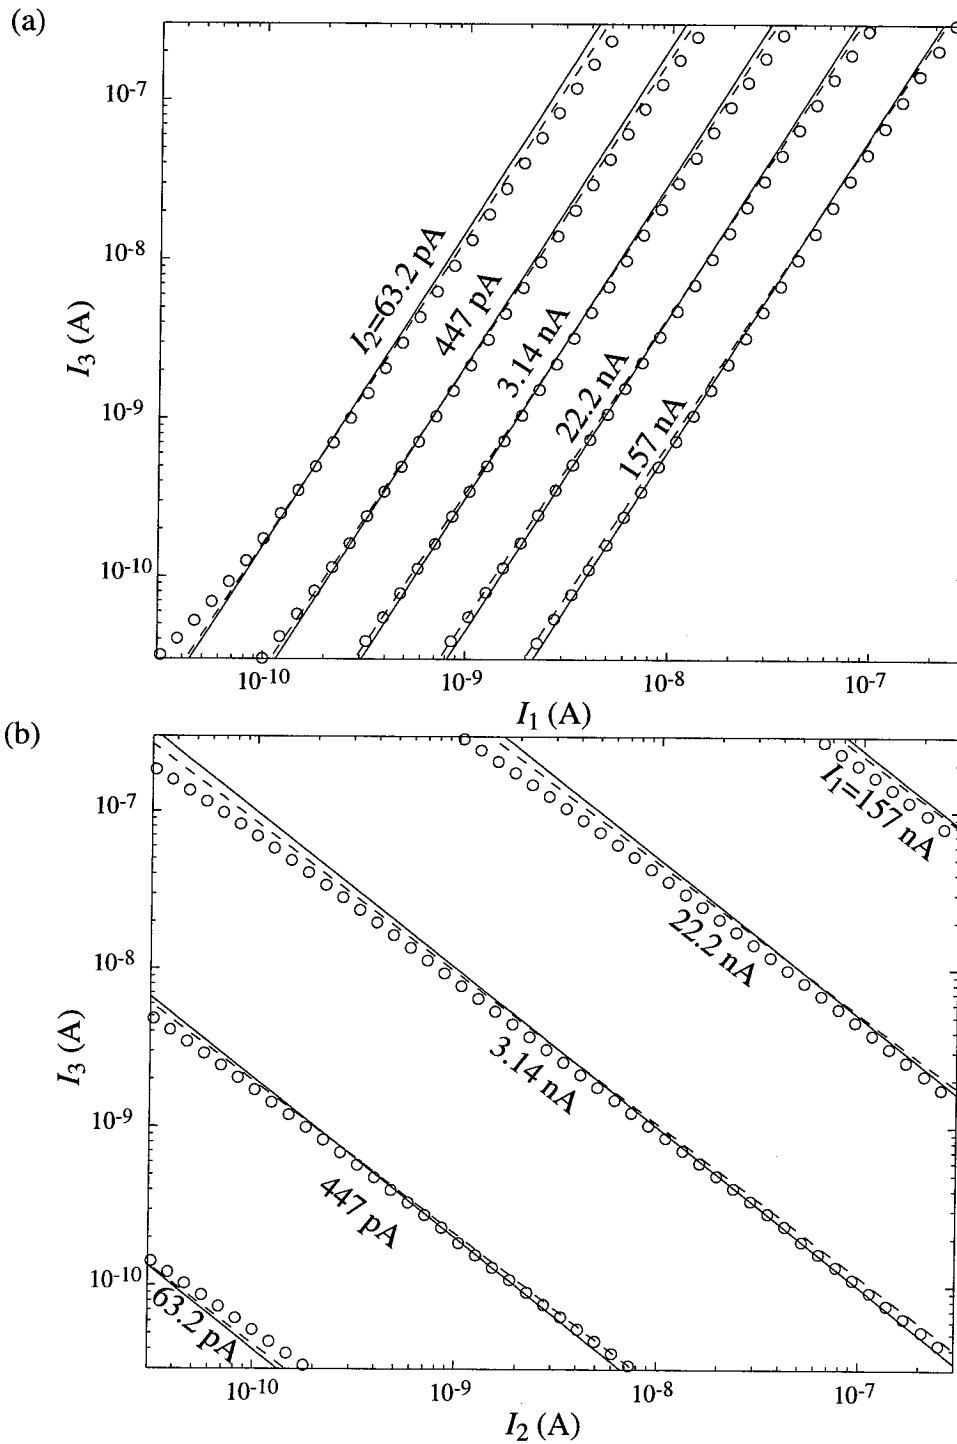 (a)
10-7
10-8
10-9
10-10
I3 (A)
I2=63.2 pA
447 pA
3.14 nA
22.2 nA
157 nA
10-10
10-9
10-8
10-7
I1 (A)
(b)
10-7
10-8
10-9
10-10
I3 (A)
I1=157 nA
22.2 nA
3.14 nA
447 pA
63.2 pA
10-10
10-9
10-8
10-7
I2 (A)